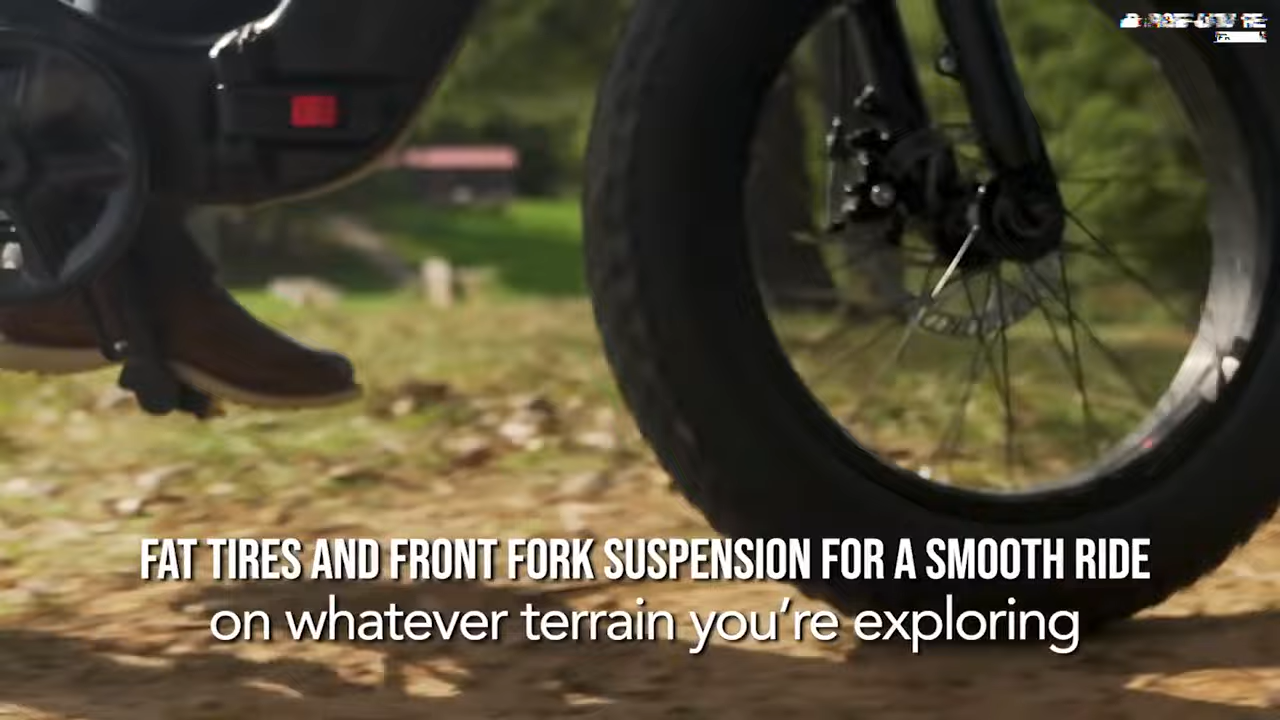 FAT TIRES AND FRONT FORK SUSPENSION FOR A SMOOTH RIDE
on whatever terrain you're exploring